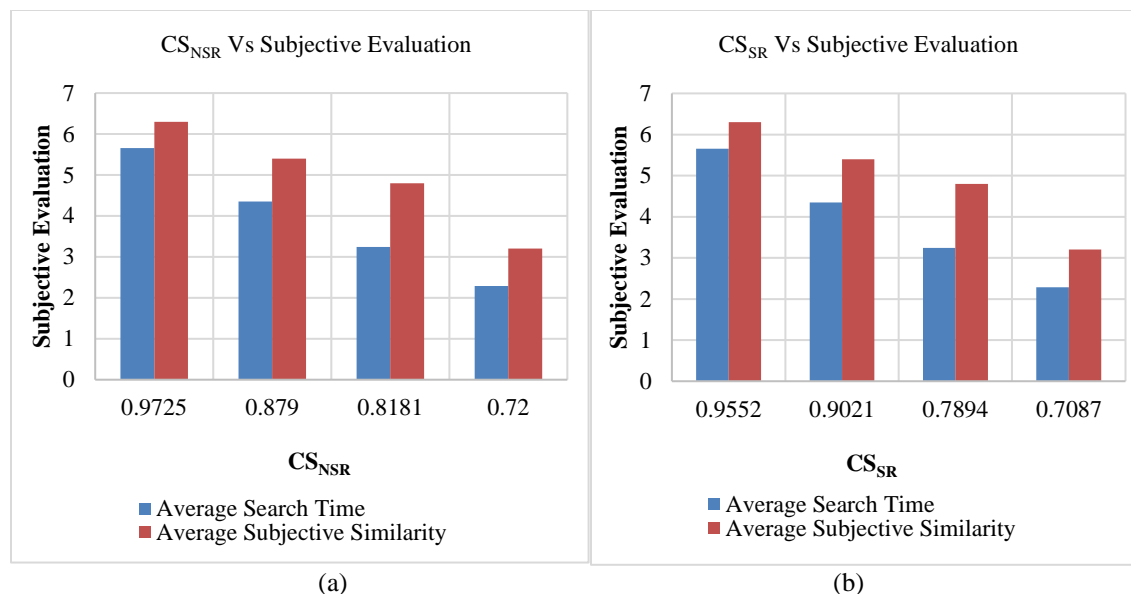 CSNSR Vs Subjective Evaluation
Subjective Evaluation
7
6
5
4
3
2
1
0
0.9725 0.879 0.8181 0.72
CSNSR
Average Search Time
Average Subjective Similarity
(a)
CSSR Vs Subjective Evaluation
Subjective Evaluation
7
6
5
4
3
2
1
0
0.9552 0.9021 0.7894 0.7087
CSSR
Average Search Time
Average Subjective Similarity
(b)